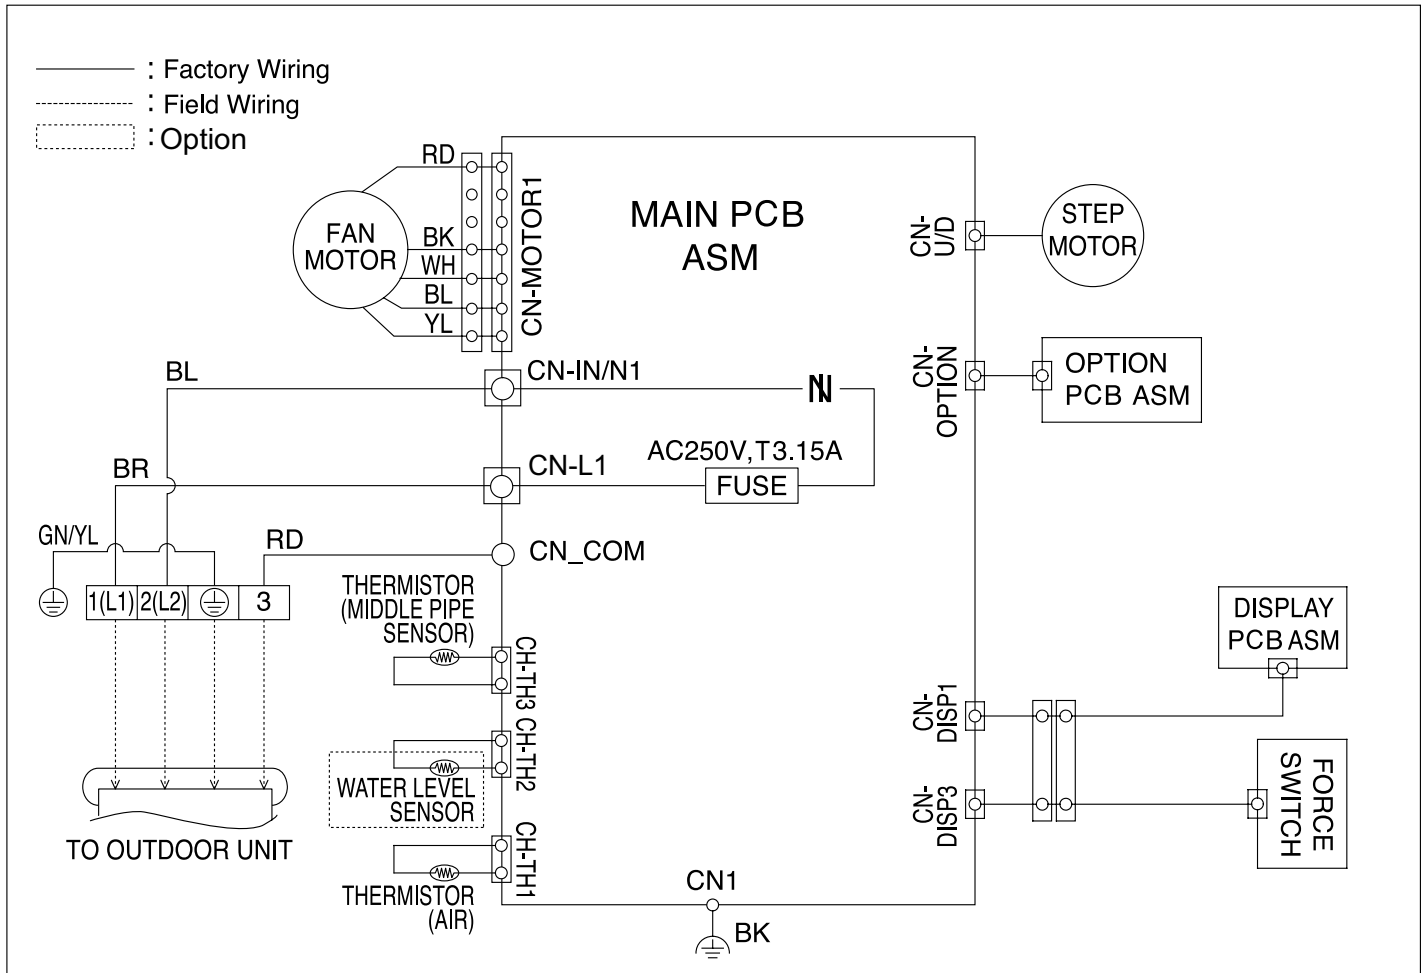 : Factory Wiring
: Field Wiring
: Option
RD
BK
WH
BL
YL
FAN
MOTOR
CN-MOTOR1
MAIN PCB
ASM
CN-
U/D
STEP
MOTOR
CN-
OPTION
OPTION
PCB ASM
BL
CN-IN/N1
BR
CN-L1
AC250V,T3.15A
FUSE
GN/YL
RD
CN_COM
1(L1)
2(L2)
3
THERMISTOR
(MIDDLE PIPE
SENSOR)
CH-TH3
CH-TH2
WATER LEVEL
SENSOR
CH-TH1
THERMISTOR
(AIR)
TO OUTDOOR UNIT
CN1
BK
DISPLAY
PCB ASM
CN-
DISP1
CN-
DISP3
FORCE
SWITCH